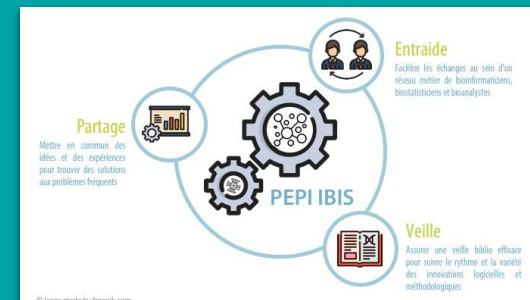 Entraide
Faciliter les échanges au sein d'un
réseau métier de bioinformaticiens,
biostatisticiens et bioanalystes
Partage
Mettre en commun des
idées et des expériences
pour trouver des solutions
aux problèmes fréquents
PEPI IBIS
Veille
Assurer une veille biblio efficace
pour suivre le rythme et la variété
des innovations logicielles et
méthodologiques